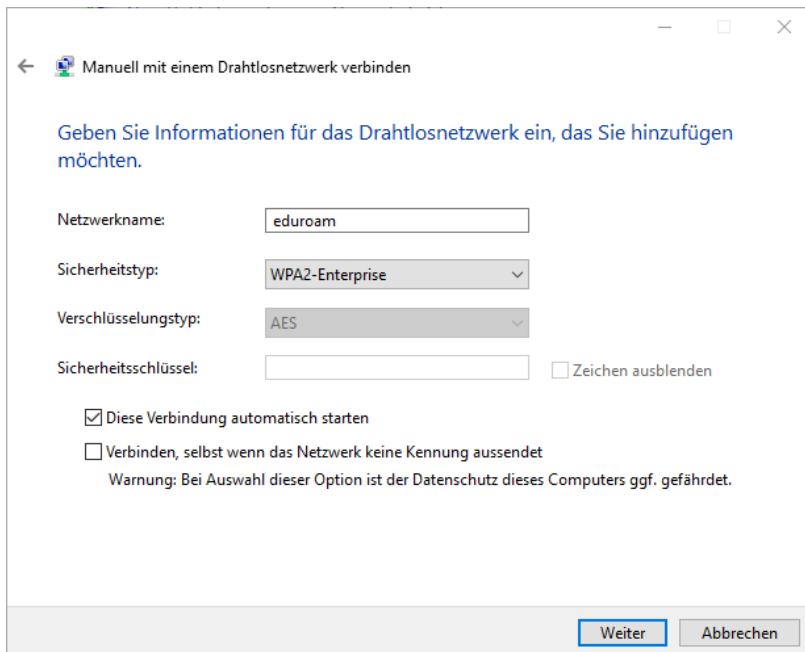 Manuell mit einem Drahtlosnetzwerk verbinden
Geben Sie Informationen für das Drahtlosnetzwerk ein, das Sie hinzufügen
möchten.
Netzwerkname: eduroam
Sicherheitstyp: WPA2-Enterprise
Verschlüsselungstyp: AES
Sicherheitsschlüssel: Zeichen ausblenden
Diese Verbindung automatisch starten
Verbinden, selbst wenn das Netzwerk keine Kennung aussendet
Warnung: Bei Auswahl dieser Option ist der Datenschutz dieses Computers ggf. gefährdet.
Weiter Abbrechen